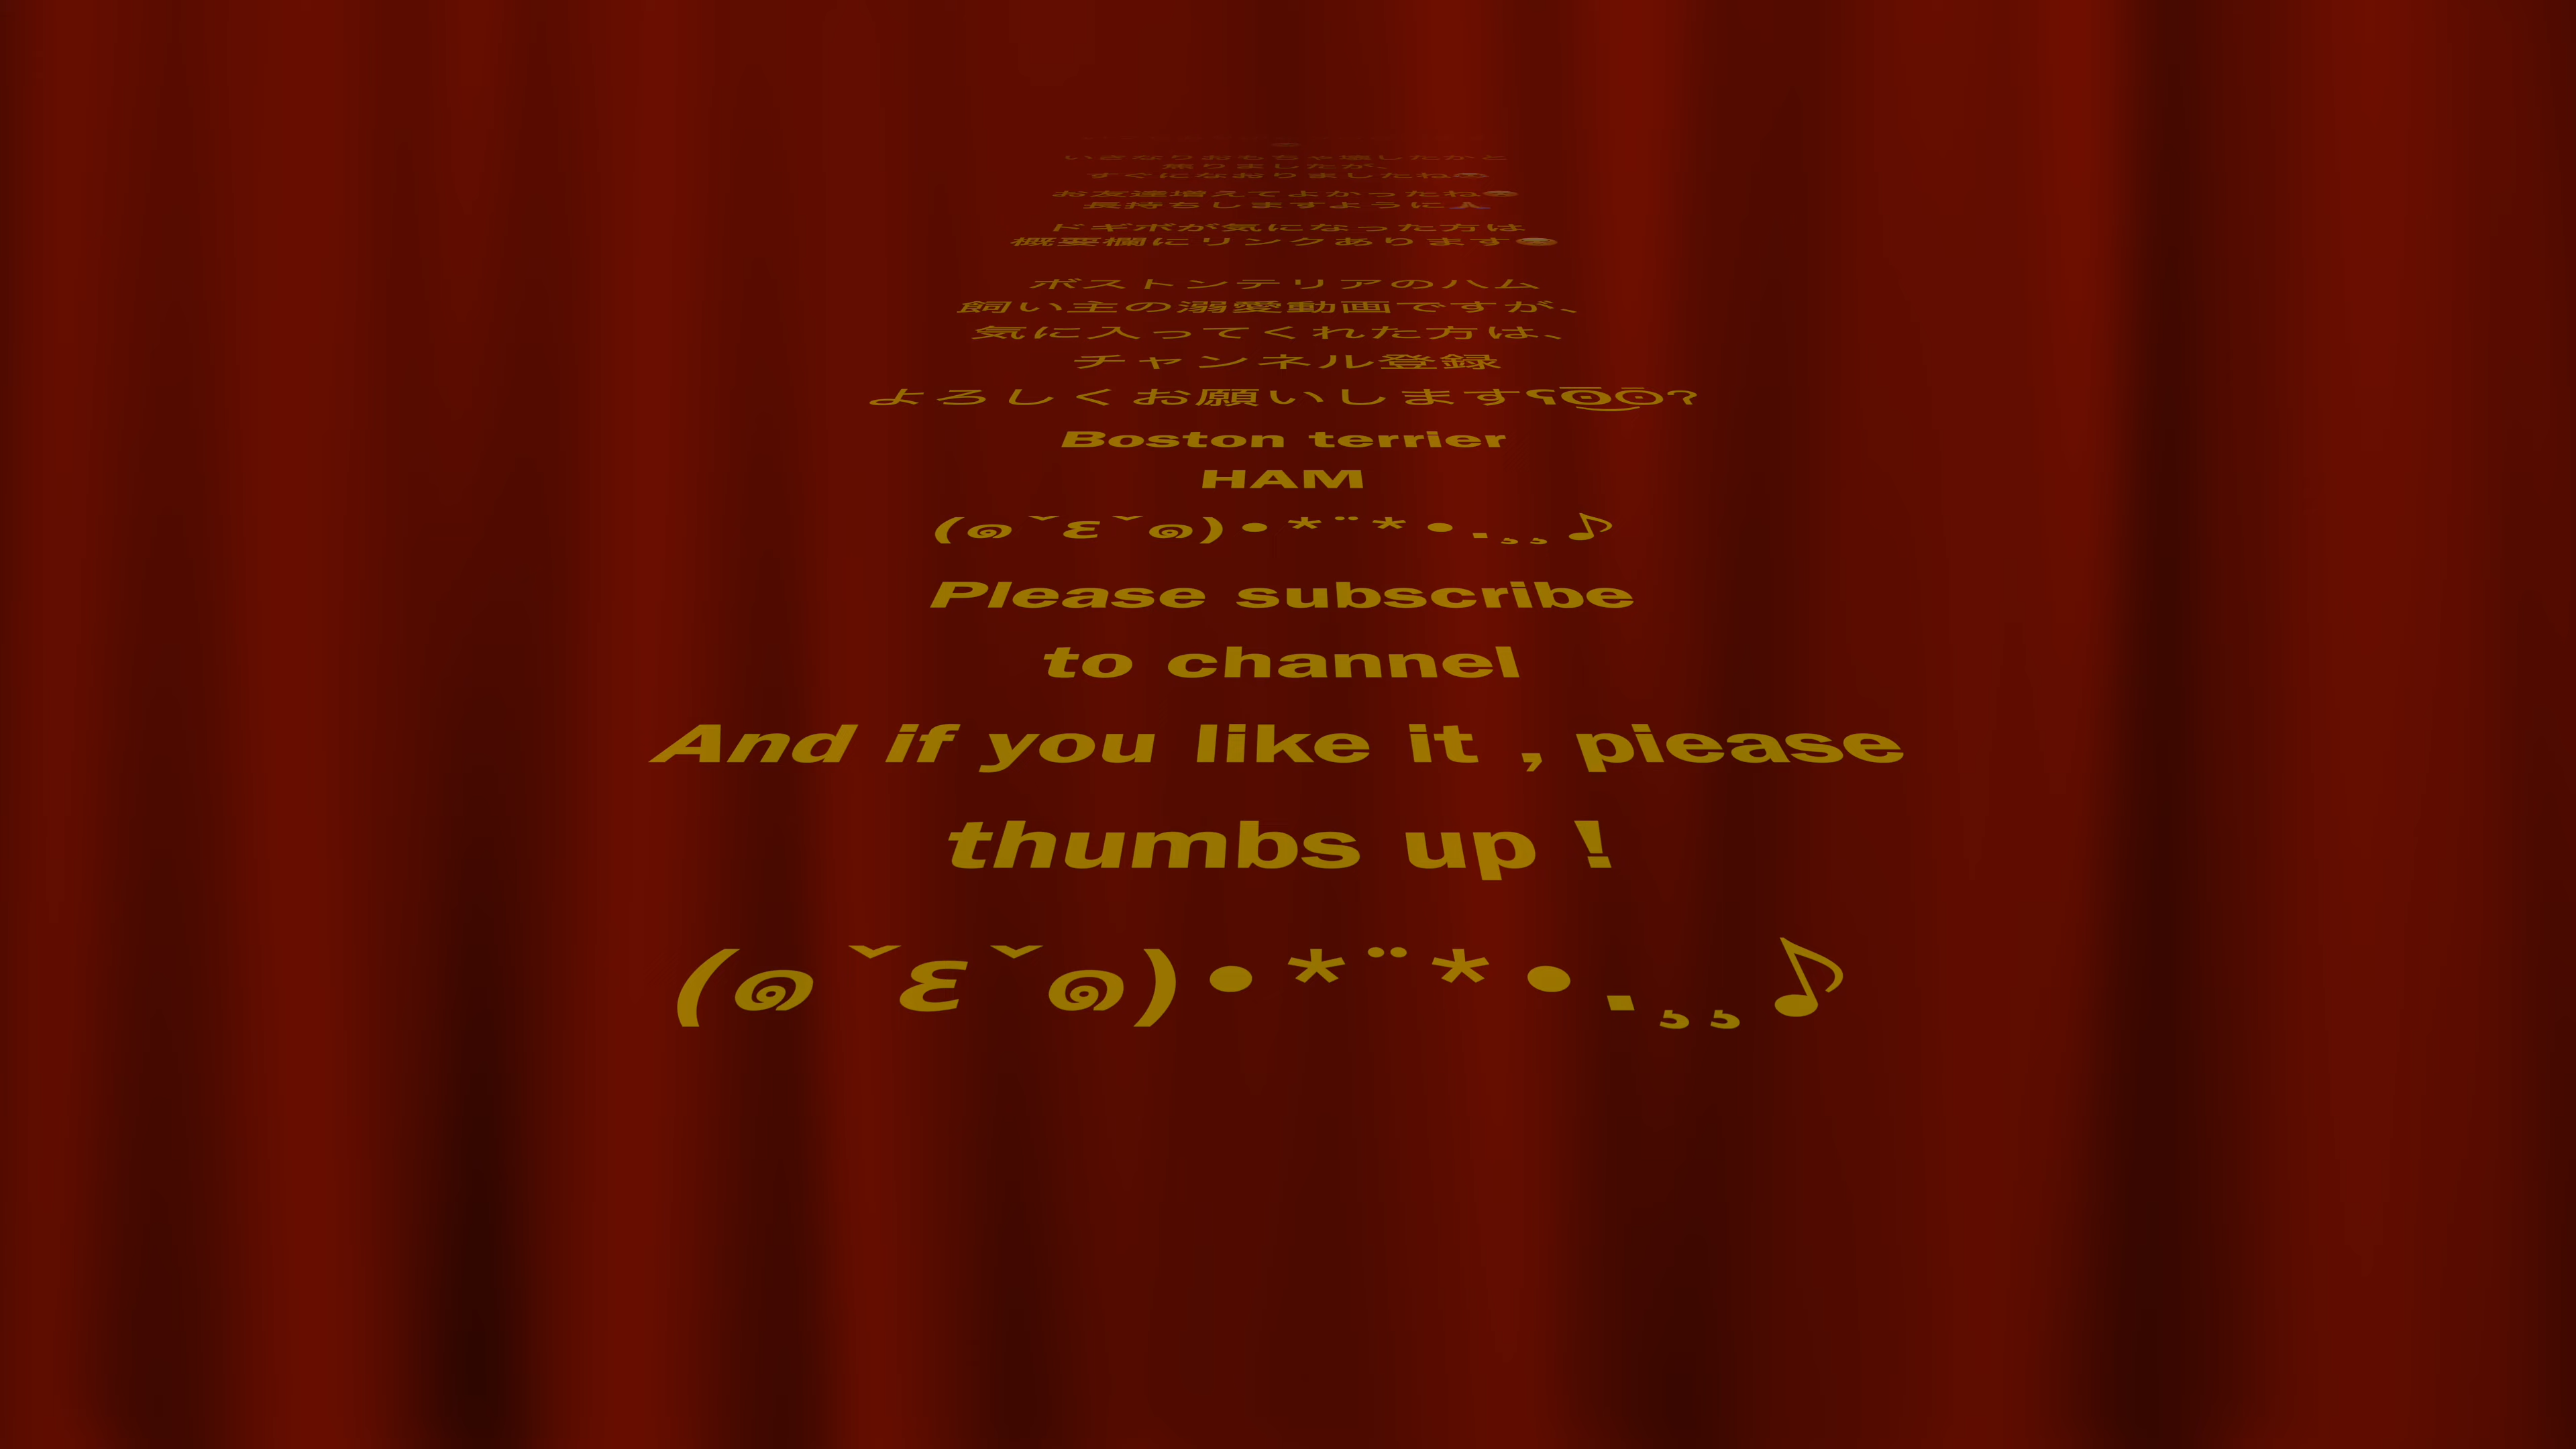 いきなりおもちゃ壊したかと
焦りましたが、
すぐになおりましたね
お友達増えてよかったね
長持ちしますように🙏
ドギボが気になった方は
概要欄にリンクあります
ボストンテリアのハム
飼い主の溺愛動画ですが、
気に入ってくれた方は、
チャンネル登録
よろしくお願いしますʕʘ̅͜ʘ̅ʔ
Boston terrier
HAM
(๑˘ε˘๑)•*¨*•.¸¸♪
Please subscribe
to channel
And if you like it , piease
thumbs up !
(๑˘ε˘๑)•*¨*•.¸¸♪